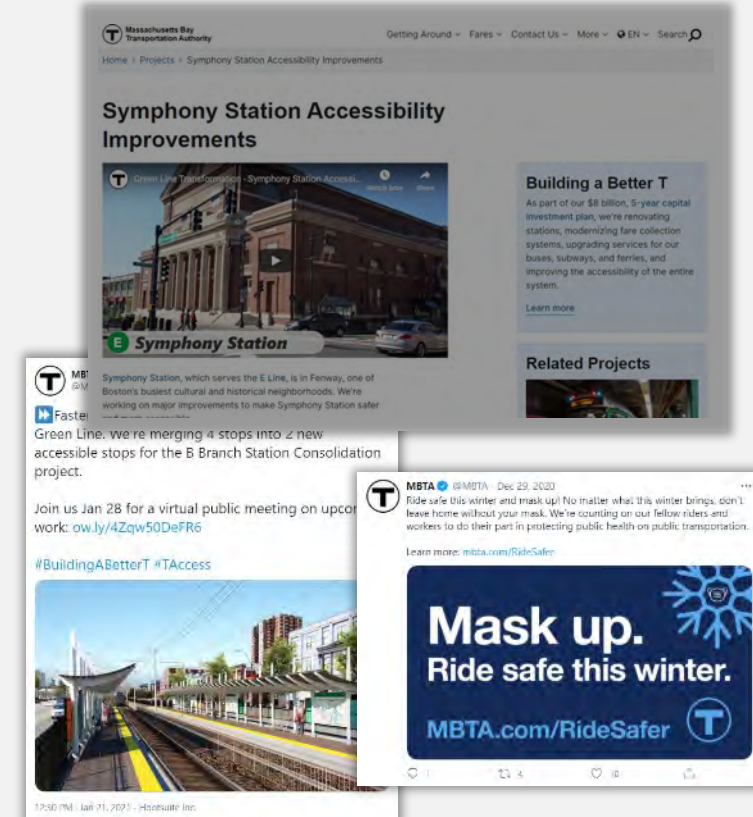 Massachusetts Bay
Transportation Authority
Getting Around Fares Contact Us More EN Search
Home Projects Symphony Station Accessibility Improvements
Symphony Station Accessibility
Improvements
Green Line Transformation - Symphony Station Accessi...
Watch later Share
E Symphony Station
Symphony Station, which serves the E Line, is in Fenway, one of
Boston's busiest cultural and historical neighborhoods. We're
working on major improvements to make Symphony Station safer
Building a Better T
As part of our $8 billion, 5-year capital
investment plan, we're renovating
stations, modernizing fare collection
systems, upgrading services for our
buses, subways, and ferries, and
improving the accessibility of the entire
system.
Learn more
Related Projects
Faste
Green Line. We're merging 4 stops into 2 new
accessible stops for the B Branch Station Consolidation
project.
Join us Jan 28 for a virtual public meeting on upco
work: ow.ly/4Zqw50DeFR6
#BuildingABetterT #TAccess
12:30 PM · Jan 21, 2021 · Hootsuite Inc.
MBTA @MBTA · Dec 29, 2020
Ride safe this winter and mask up! No matter what this winter brings, don't
leave home without your mask. We're counting on our fellow riders and
workers to do their part in protecting public health on public transportation.
Learn more: mbta.com/RideSafer
Mask up.
Ride safe this winter.
MBTA.com/RideSafer
T